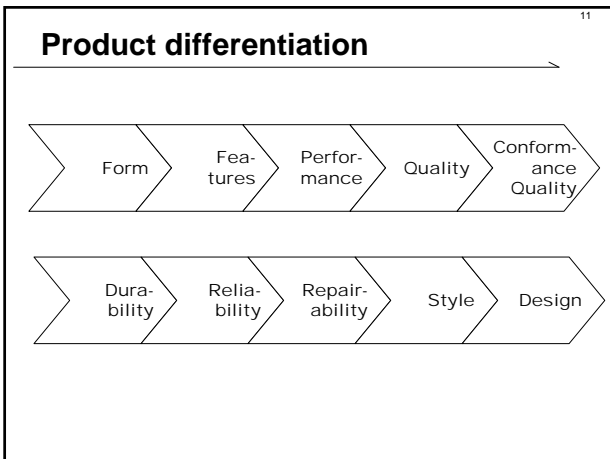 11
Product differentiation
Form
Fea-
tures
Perfor-
mance
Quality
Conform-
ance
Quality
Dura-
bility
Relia-
bility
Repair-
ability
Style
Design